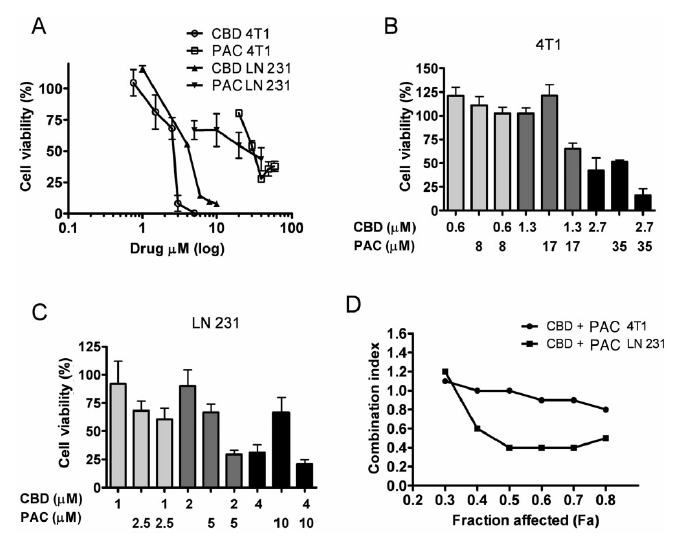 A
CBD 4T1
PAC 4T1
CBD LN 231
PAC LN 231
Cell viability (%)
100
75
50
25
0
0.1 1 10 100
Drug μM (log)
B
4T1
Cell viability (%)
150
125
100
75
50
25
0
CBD (μM) 0.6 0.6 1.3 1.3 2.7 2.7
PAC (μM) 8 8 17 17 35 35
C
LN 231
Cell viability (%)
125
100
75
50
25
0
CBD (μM) 1 1 2 2 4 4
PAC (μM) 2.5 2.5 5 5 10 10
D
CBD + PAC 4T1
CBD + PAC LN 231
Combination index
1.6
1.4
1.2
1.0
0.8
0.6
0.4
0.2
0.0
0.2 0.3 0.4 0.5 0.6 0.7 0.8
Fraction affected (Fa)